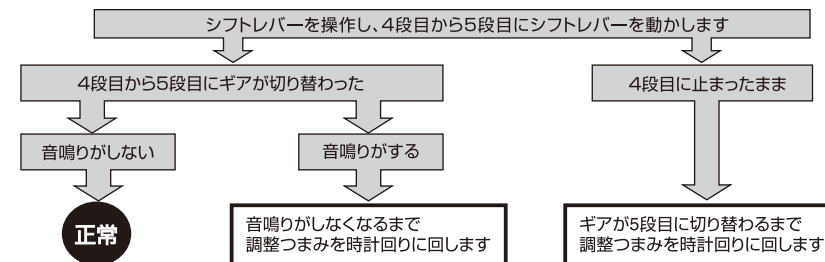 シフトレバーを操作し、4段目から5段目にシフトレバーを動かします
4段目から5段目にギアが切り替わった
4段目に止まったまま
音鳴りがしない
音鳴りがする
正常
音鳴りがしなくなるまで
調整つまみを時計回りに回します
ギアが5段目に切り替わるまで
調整つまみを時計回りに回します